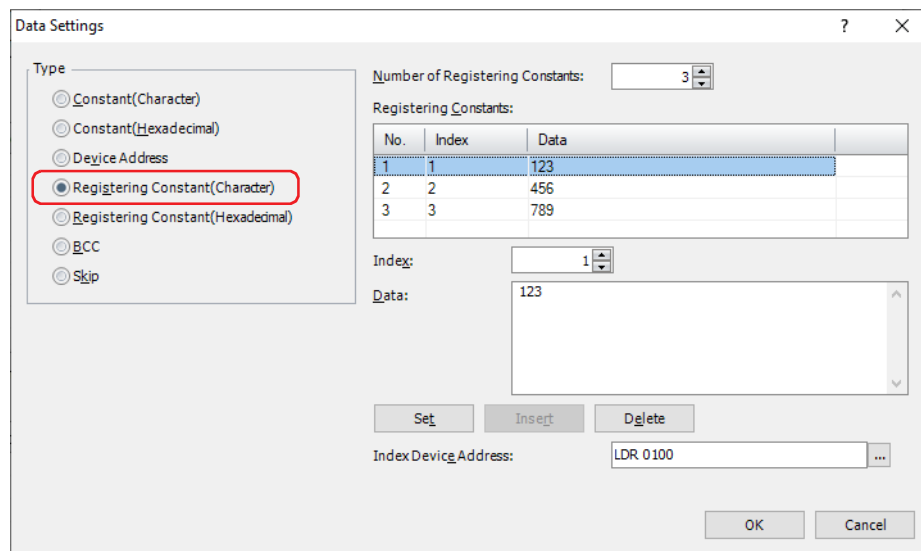 Data Settings ?
Type
Constant(Character)
Constant(Hexadecimal)
Device Address
Registering Constant(Character)
Registering Constant(Hexadecimal)
BCC
Skip
Number of Registering Constants: 3
Registering Constants:
No. Index Data
1 1 123
2 2 456
3 3 789
Index: 1
Data: 123
Set Insert Delete
Index Device Address: LDR 0100 ...
OK Cancel